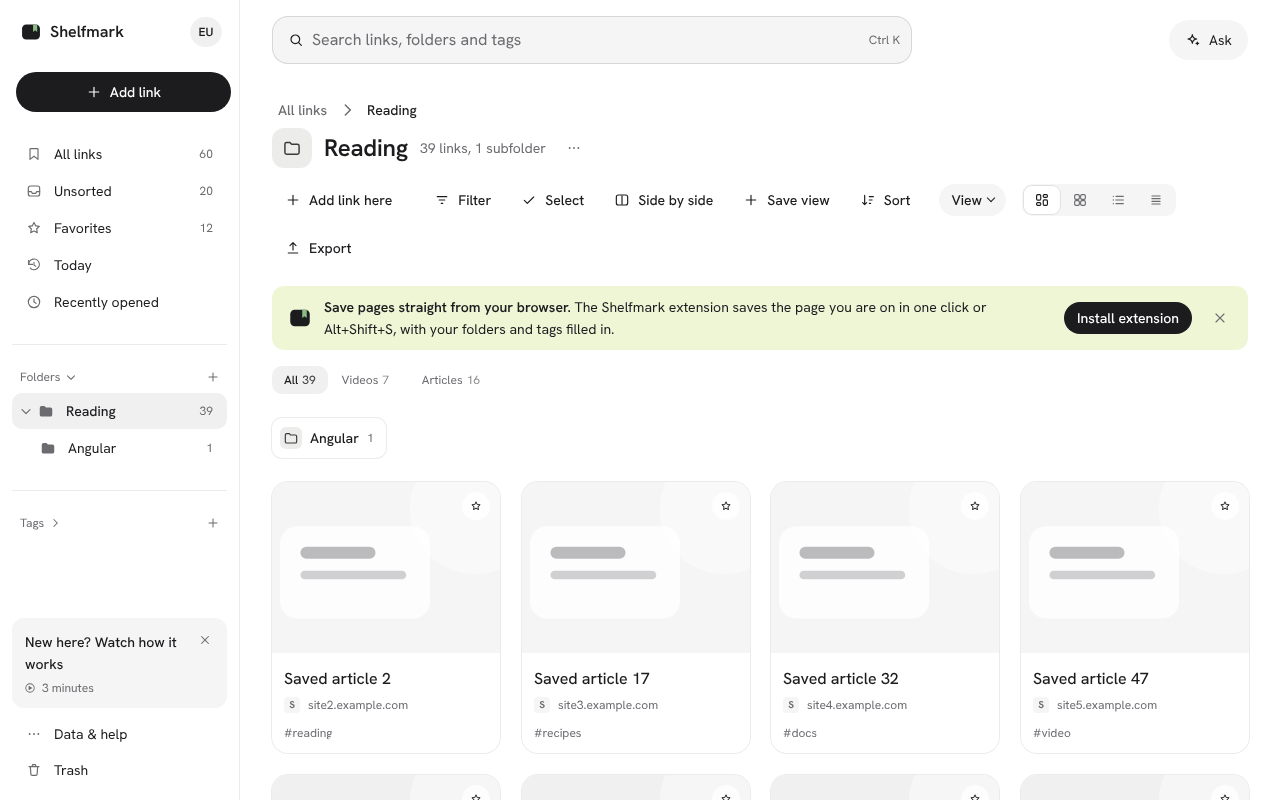 Shelfmark
EU
Add link
All links 60
Unsorted 20
Favorites 12
Today
Recently opened
Folders
Reading 39
Angular 1
Tags
New here? Watch how it
works
3 minutes
Data & help
Trash
Search links, folders and tags Ctrl K
Ask
All links Reading
Reading 39 links, 1 subfolder
Add link here Filter Select Side by side Save view Sort View
Export
Save pages straight from your browser. The Shelfmark extension saves the page you are on in one click or
Alt+Shift+S, with your folders and tags filled in.
Install extension
All 39 Videos 7 Articles 16
Angular 1
Saved article 2
S site2.example.com
#reading
Saved article 17
S site3.example.com
#recipes
Saved article 32
S site4.example.com
#docs
Saved article 47
S site5.example.com
#video